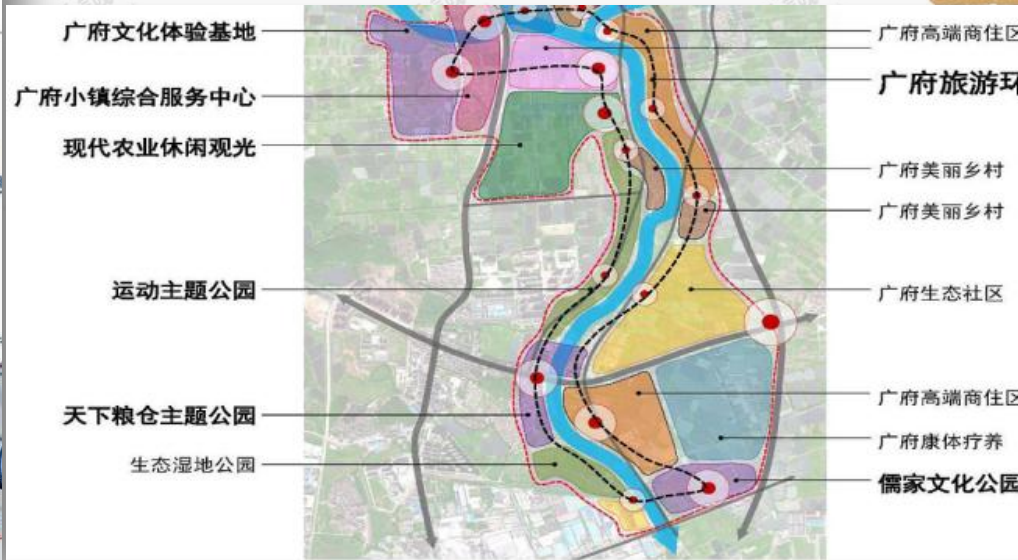 广府文化体验基地
广府小镇综合服务中心
现代农业休闲观光
运动主题公园
天下粮仓主题公园
生态湿地公园
广府高端商住区
广府旅游环
广府美丽乡村
广府美丽乡村
广府生态社区
广府高端商住区
广府康体疗养
儒家文化公园